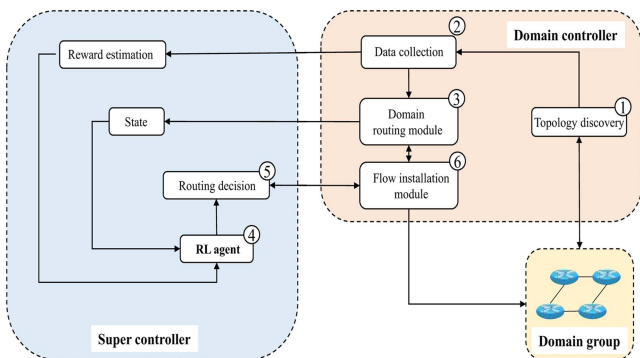 Reward estimation
State
Routing decision
5
RL agent
4
Super controller
Data collection
2
Domain controller
Domain
routing module
3
Topology discovery
1
Flow installation
module
6
Domain group